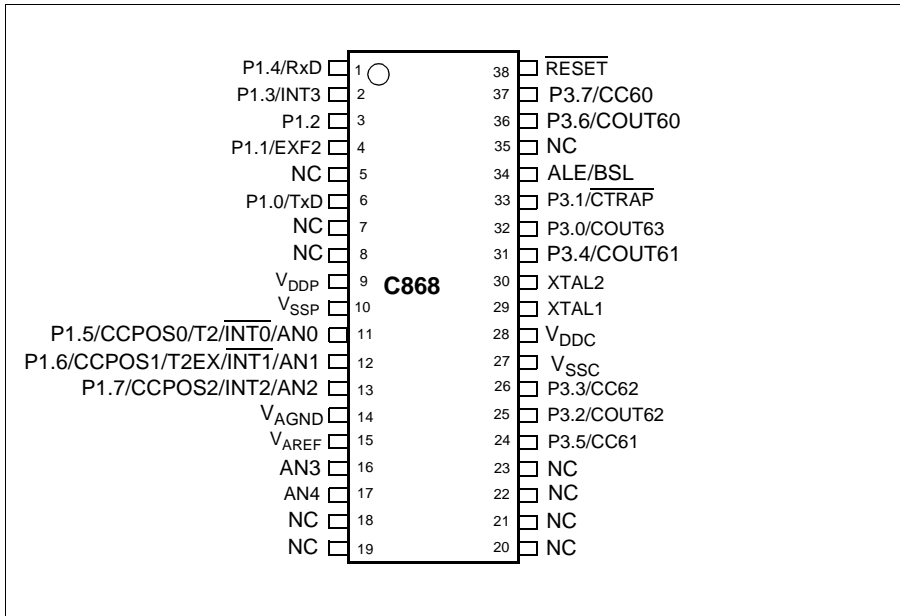 P1.4/RxD 1 38 RESET
P1.3/INT3 2 37 P3.7/CC60
P1.2 3 36 P3.6/COUT60
P1.1/EXF2 4 35 NC
NC 5 34 ALE/BSL
P1.0/TxD 6 33 P3.1/CTRAP
NC 7 32 P3.0/COUT63
NC 8 31 P3.4/COUT61
VDDP 9 C868 30 XTAL2
VSSP 10 29 XTAL1
P1.5/CCPOS0/T2/INT0/AN0 11 28 VDDC
P1.6/CCPOS1/T2EX/INT1/AN1 12 27 VSSC
P1.7/CCPOS2/INT2/AN2 13 26 P3.3/CC62
VAGND 14 25 P3.2/COUT62
VAREF 15 24 P3.5/CC61
AN3 16 23 NC
AN4 17 22 NC
NC 18 21 NC
NC 19 20 NC